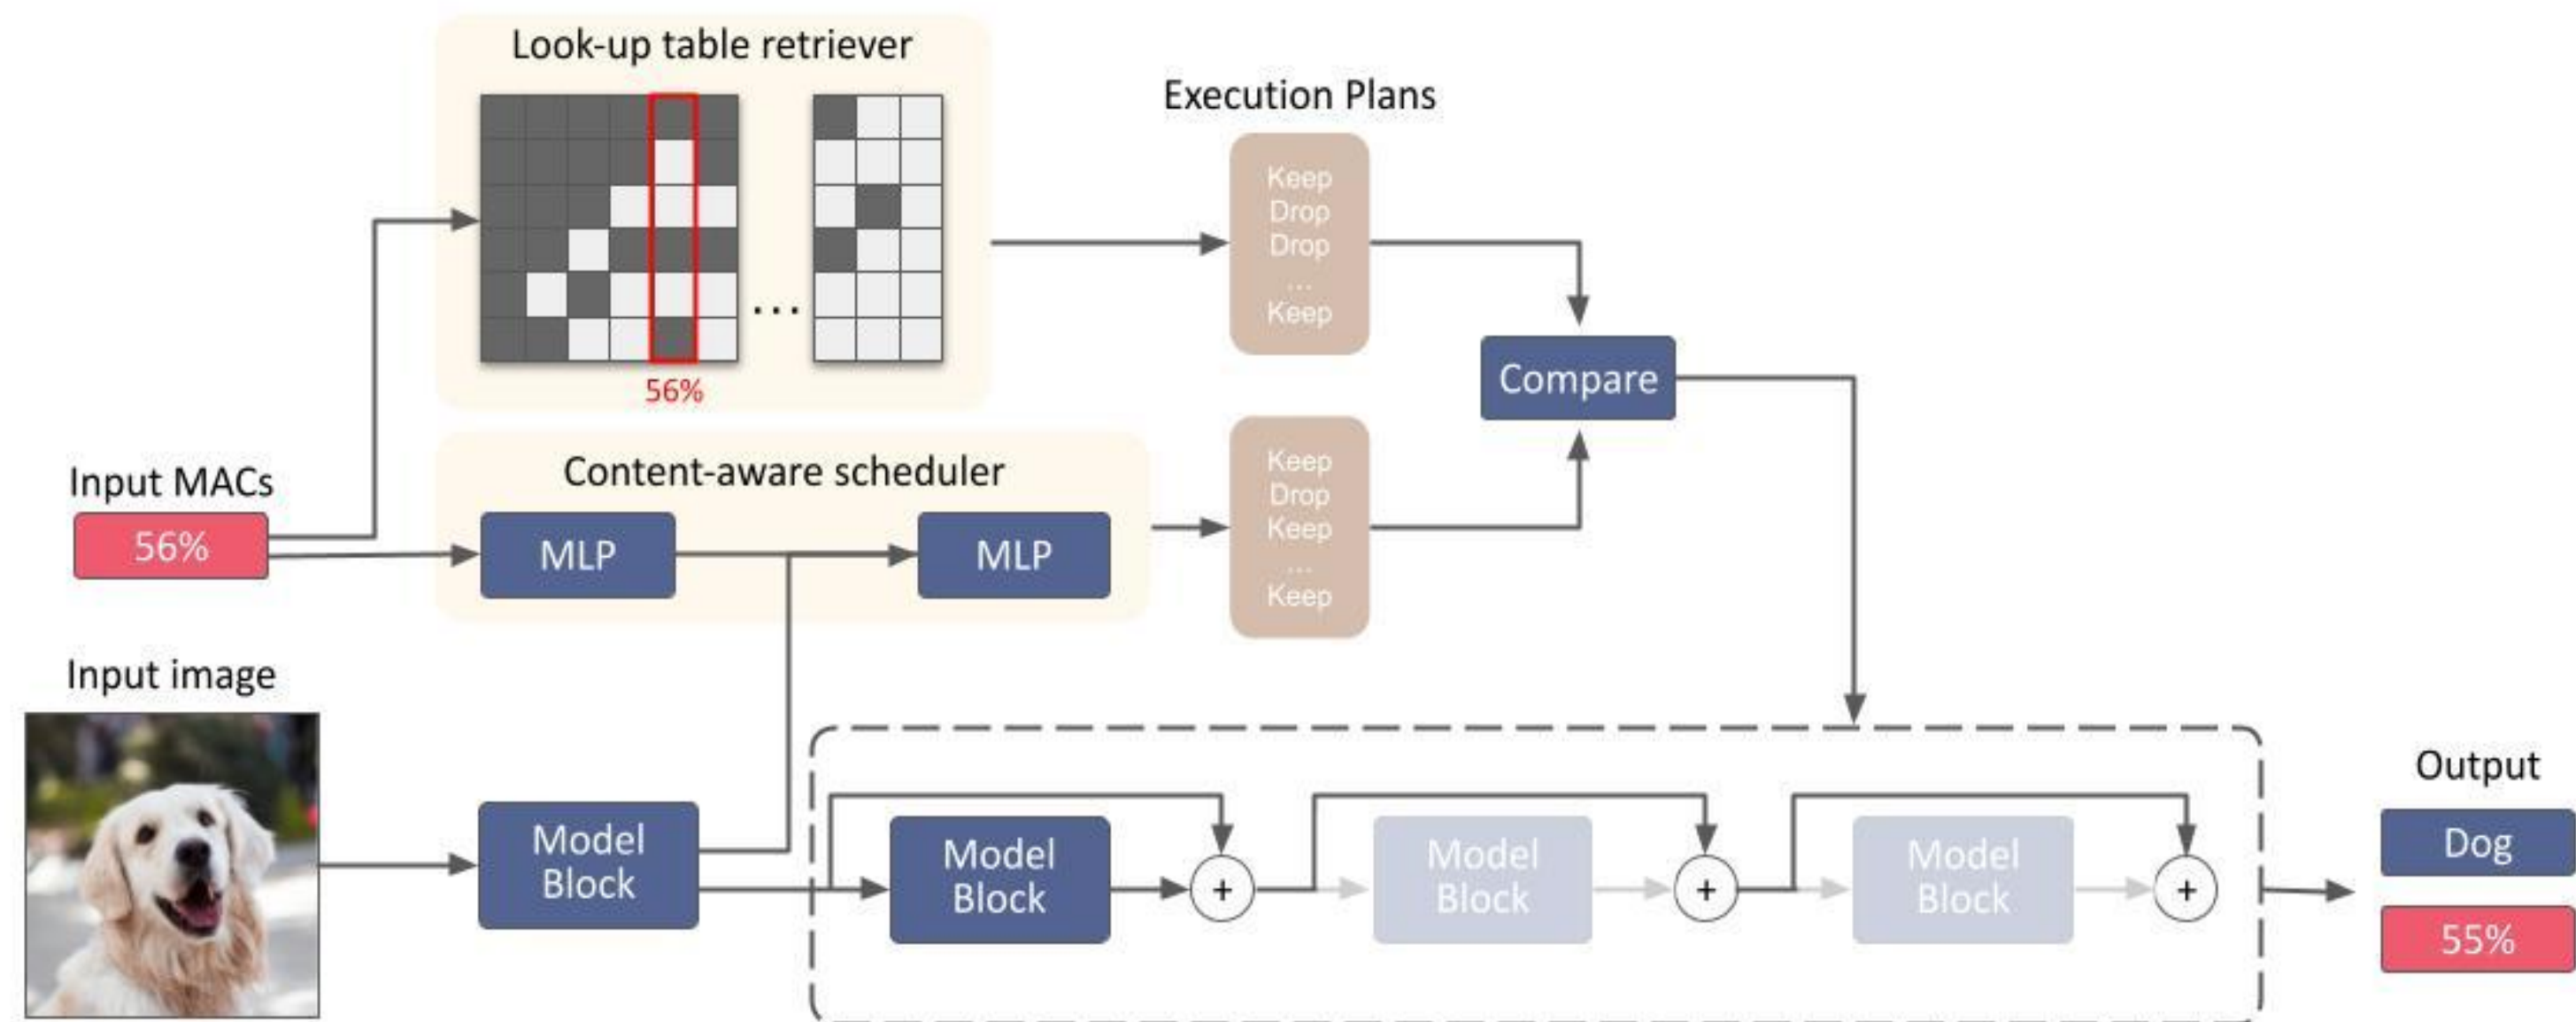 Look-up table retriever
...
56%
Execution Plans
Keep
Drop
Drop
...
Keep
Compare
Content-aware scheduler
Input MACs
56%
MLP
MLP
Keep
Drop
Keep
...
Keep
Input image
Model
Block
Model
Block
+
Model
Block
+
Model
Block
+
Output
Dog
55%